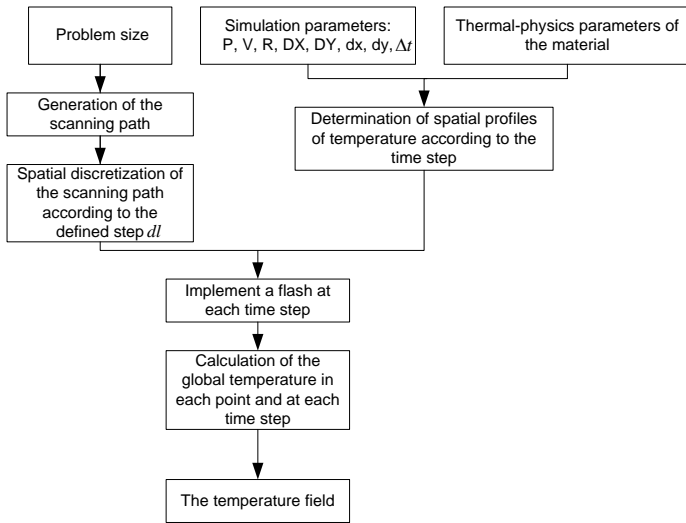 Problem size
Simulation parameters:
P, V, R, DX, DY, dx, dy, Δt
Thermal-physics parameters of
the material
Generation of the
scanning path
Determination of spatial profiles
of temperature according to the
time step
Spatial discretization of
the scanning path
according to the
defined step dl
Implement a flash at
each time step
Calculation of the
global temperature in
each point and at each
time step
The temperature field